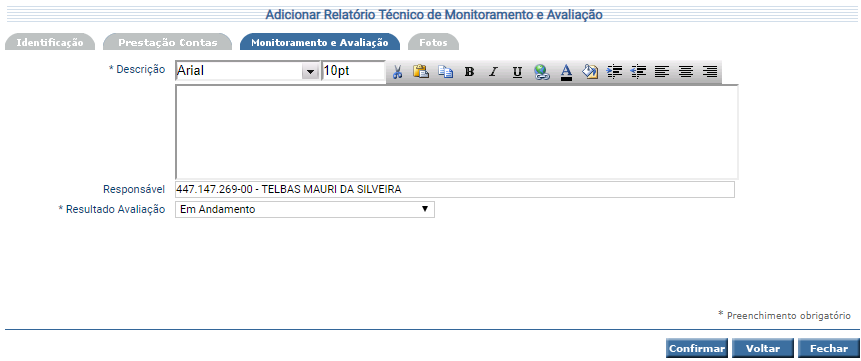 Adicionar Relatório Técnico de Monitoramento e Avaliação
Identificação Prestação Contas Monitoramento e Avaliação Fotos
* Descrição Arial 10pt B I U A
Responsável 447.147.269-00 - TELBAS MAURI DA SILVEIRA
* Resultado Avaliação Em Andamento
* Preenchimento obrigatório
Confirmar Voltar Fechar